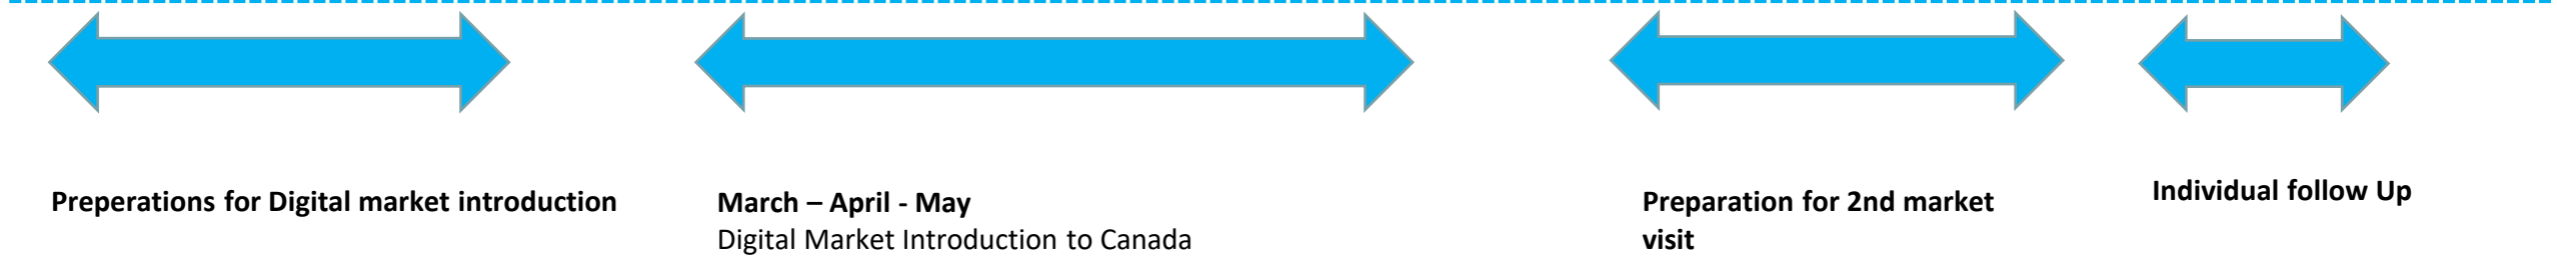 Preperations for Digital market introduction
March – April - May
Digital Market Introduction to Canada
Preparation for 2nd market
visit
Individual follow Up